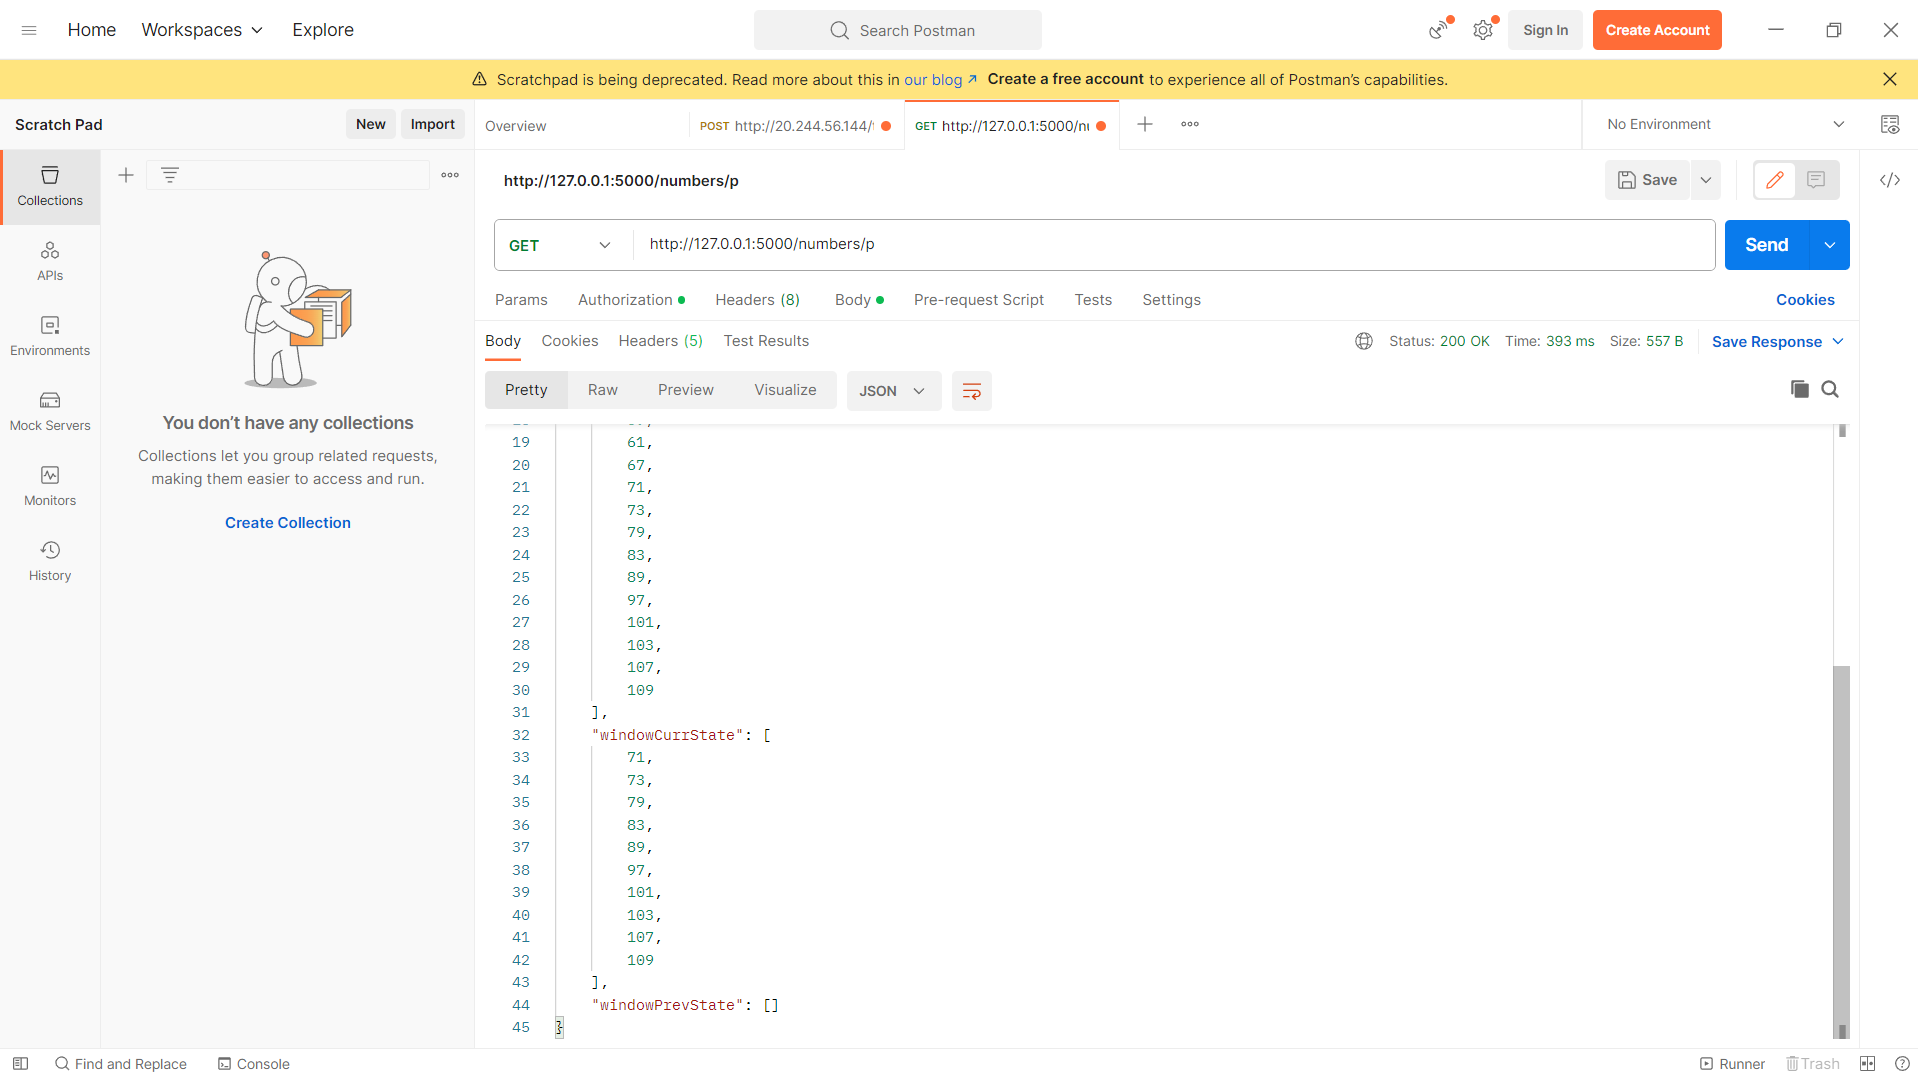 Home Workspaces Explore Search Postman Sign In Create Account
Scratchpad is being deprecated. Read more about this in our blog ↗ Create a free account to experience all of Postman's capabilities.
Scratch Pad New Import Overview POST http://20.244.56.144/ GET http://127.0.0.1:5000/nu No Environment
http://127.0.0.1:5000/numbers/p Save
GET http://127.0.0.1:5000/numbers/p Send
Params Authorization Headers (8) Body Pre-request Script Tests Settings Cookies
Body Cookies Headers (5) Test Results Status: 200 OK Time: 393 ms Size: 557 B Save Response
Pretty Raw Preview Visualize JSON
Collections
APIs
Environments
Mock Servers
Monitors
History
You don't have any collections
Collections let you group related requests,
making them easier to access and run.
Create Collection
19 61,
20 67,
21 71,
22 73,
23 79,
24 83,
25 89,
26 97,
27 101,
28 103,
29 107,
30 109
31 ],
32 "windowCurrState": [
33 71,
34 73,
35 79,
36 83,
37 89,
38 97,
39 101,
40 103,
41 107,
42 109
43 ],
44 "windowPrevState": []
45 }
Find and Replace Console Runner Trash